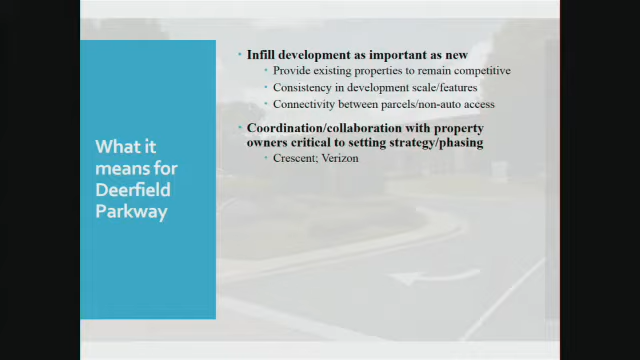 What it
means for
Deerfield
Parkway
• Infill development as important as new
• Provide existing properties to remain competitive
• Consistency in development scale/features
• Connectivity between parcels/non-auto access
• Coordination/collaboration with property
owners critical to setting strategy/phasing
• Crescent; Verizon